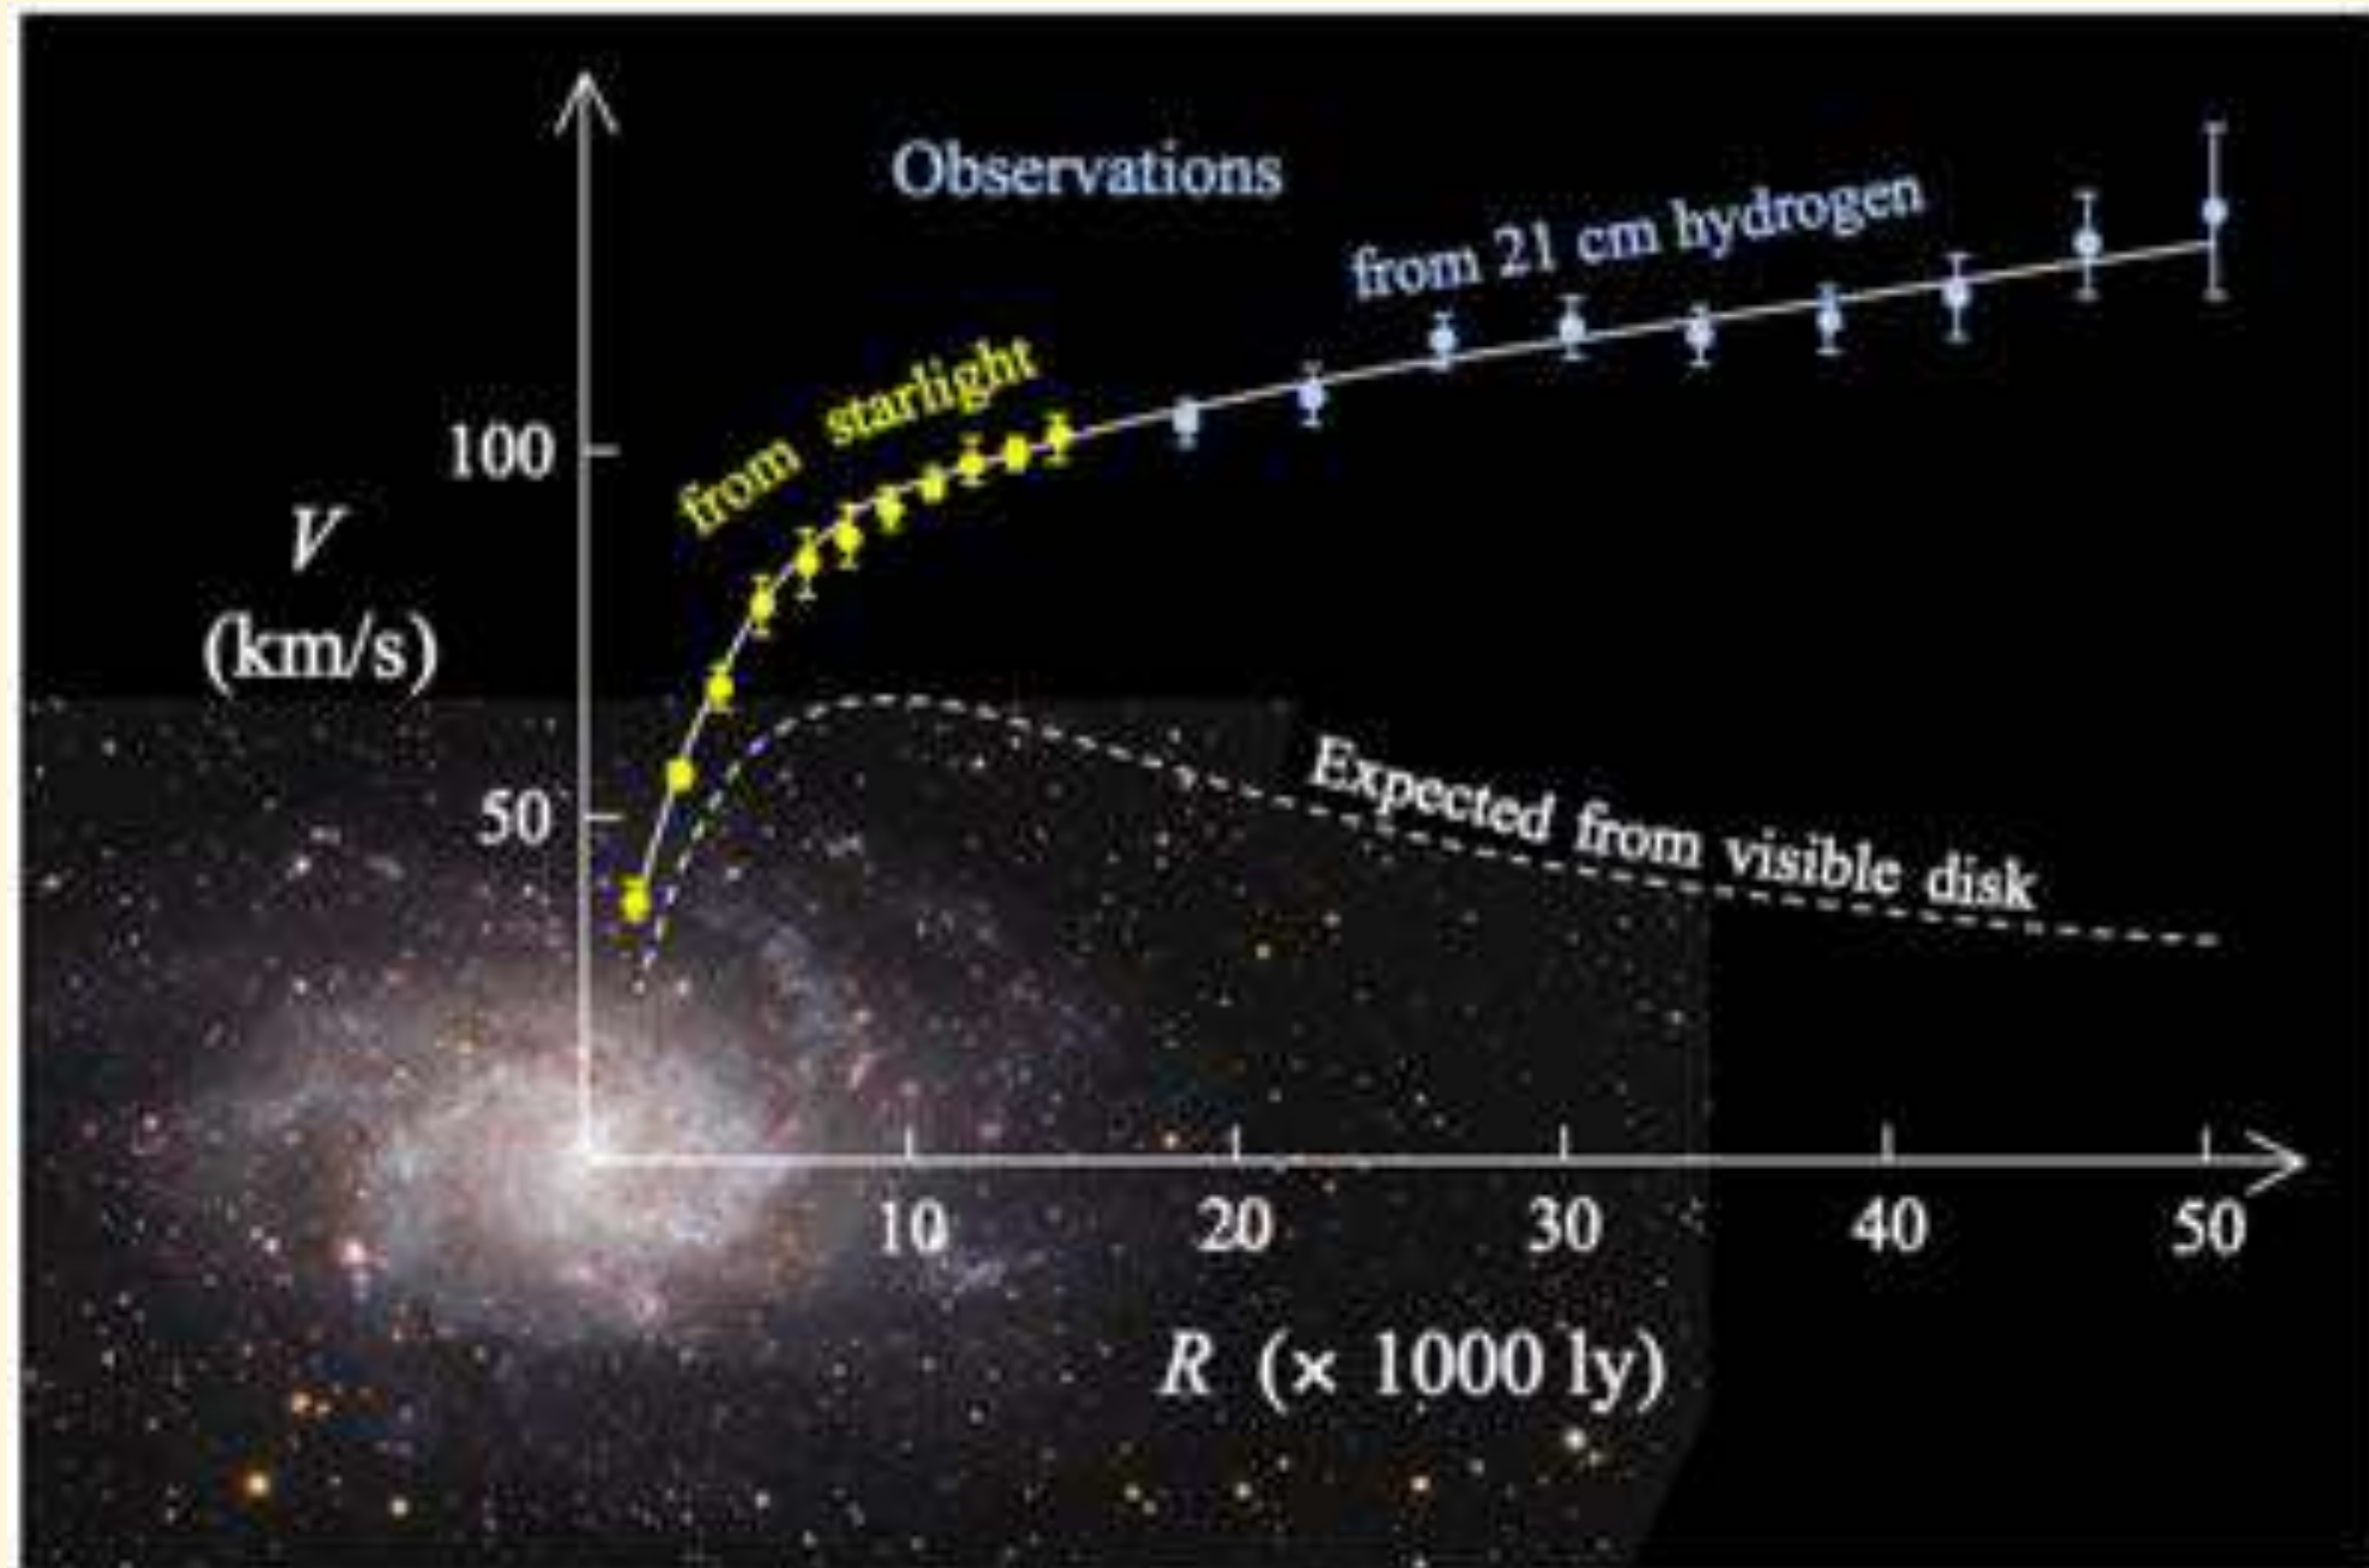 Observations
from 21 cm hydrogen
from starlight
100
V
(km/s)
50
Expected from visible disk
10 20 30 40 50
R (× 1000 ly)